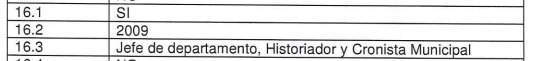 16.1 SI
16.2 2009
16.3 Jefe de departamento, Historiador y Cronista Municipal